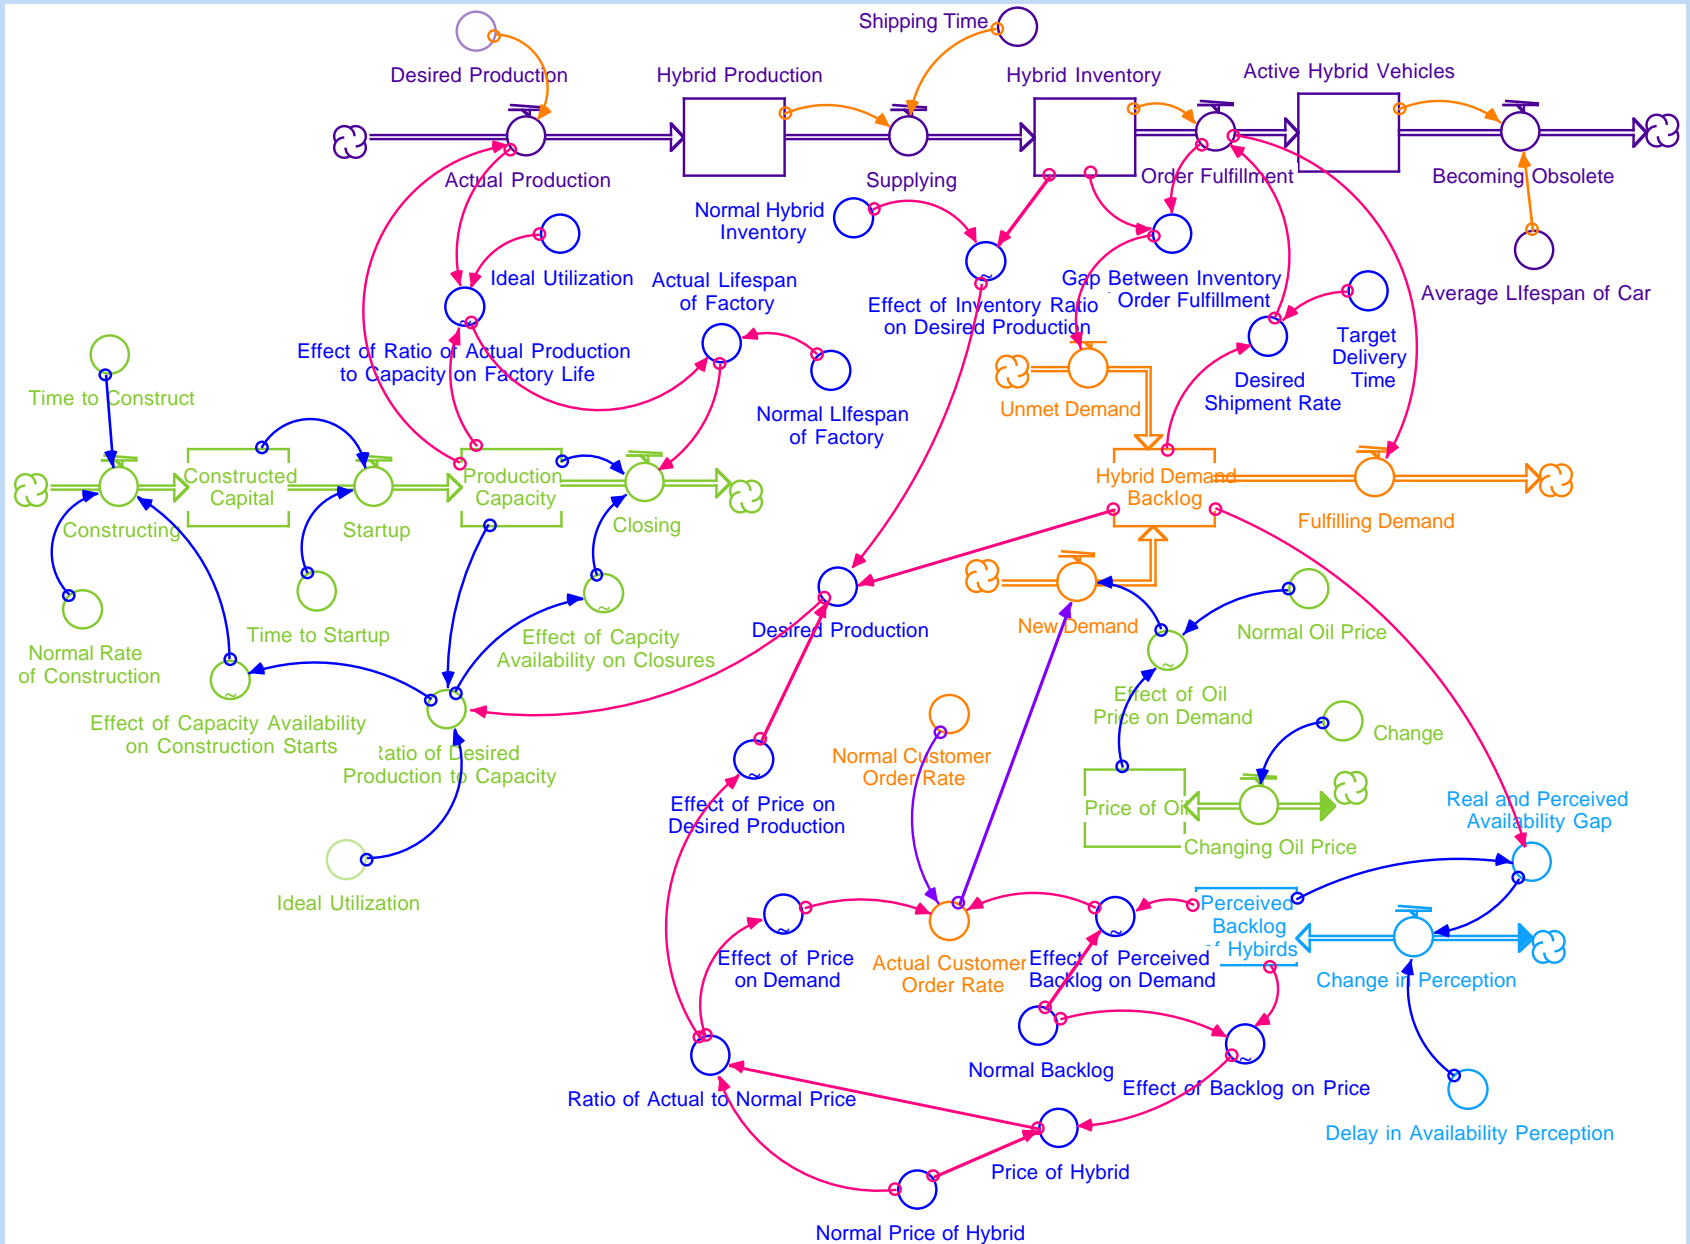 Shipping Time
Desired Production
Hybrid Production
Hybrid Inventory
Active Hybrid Vehicles
Actual Production
Supplying
Order Fulfillment
Becoming Obsolete
Normal Hybrid
Inventory
Ideal Utilization
Actual Lifespan
of Factory
Effect of Inventory Ratio
on Desired Production
Gap Between Inventory
Order Fulfillment
Average LIfespan of Car
Effect of Ratio of Actual Production
to Capacity on Factory Life
Target
Delivery
Time
Desired
Shipment Rate
Time to Construct
Normal LIfespan
of Factory
Unmet Demand
Constructed
Capital
Production
Capacity
Hybrid Demand
Backlog
Constructing
Startup
Closing
Fulfilling Demand
Normal Rate
of Construction
Time to Startup
Effect of Capcity
Availability on Closures
Desired Production
New Demand
Normal Oil Price
Effect of Capacity Availability
on Construction Starts
Ratio of Desired
Production to Capacity
Effect of Oil
Price on Demand
Normal Customer
Order Rate
Change
Effect of Price on
Desired Production
Price of Oil
Changing Oil Price
Real and Perceived
Availability Gap
Ideal Utilization
Effect of Price
on Demand
Actual Customer
Order Rate
Effect of Perceived
Backlog on Demand
Perceived
Backlog
of Hybirds
Change in Perception
Normal Backlog
Effect of Backlog on Price
Ratio of Actual to Normal Price
Delay in Availability Perception
Price of Hybrid
Normal Price of Hybrid